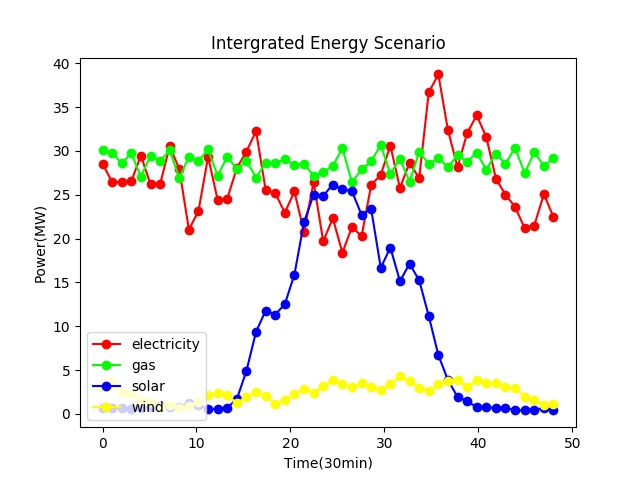 Intergrated Energy Scenario
40
35
30
25
20
15
10
5
0
Power(MW)
electricity
gas
solar
wind
0 10 20 30 40 50
Time(30min)